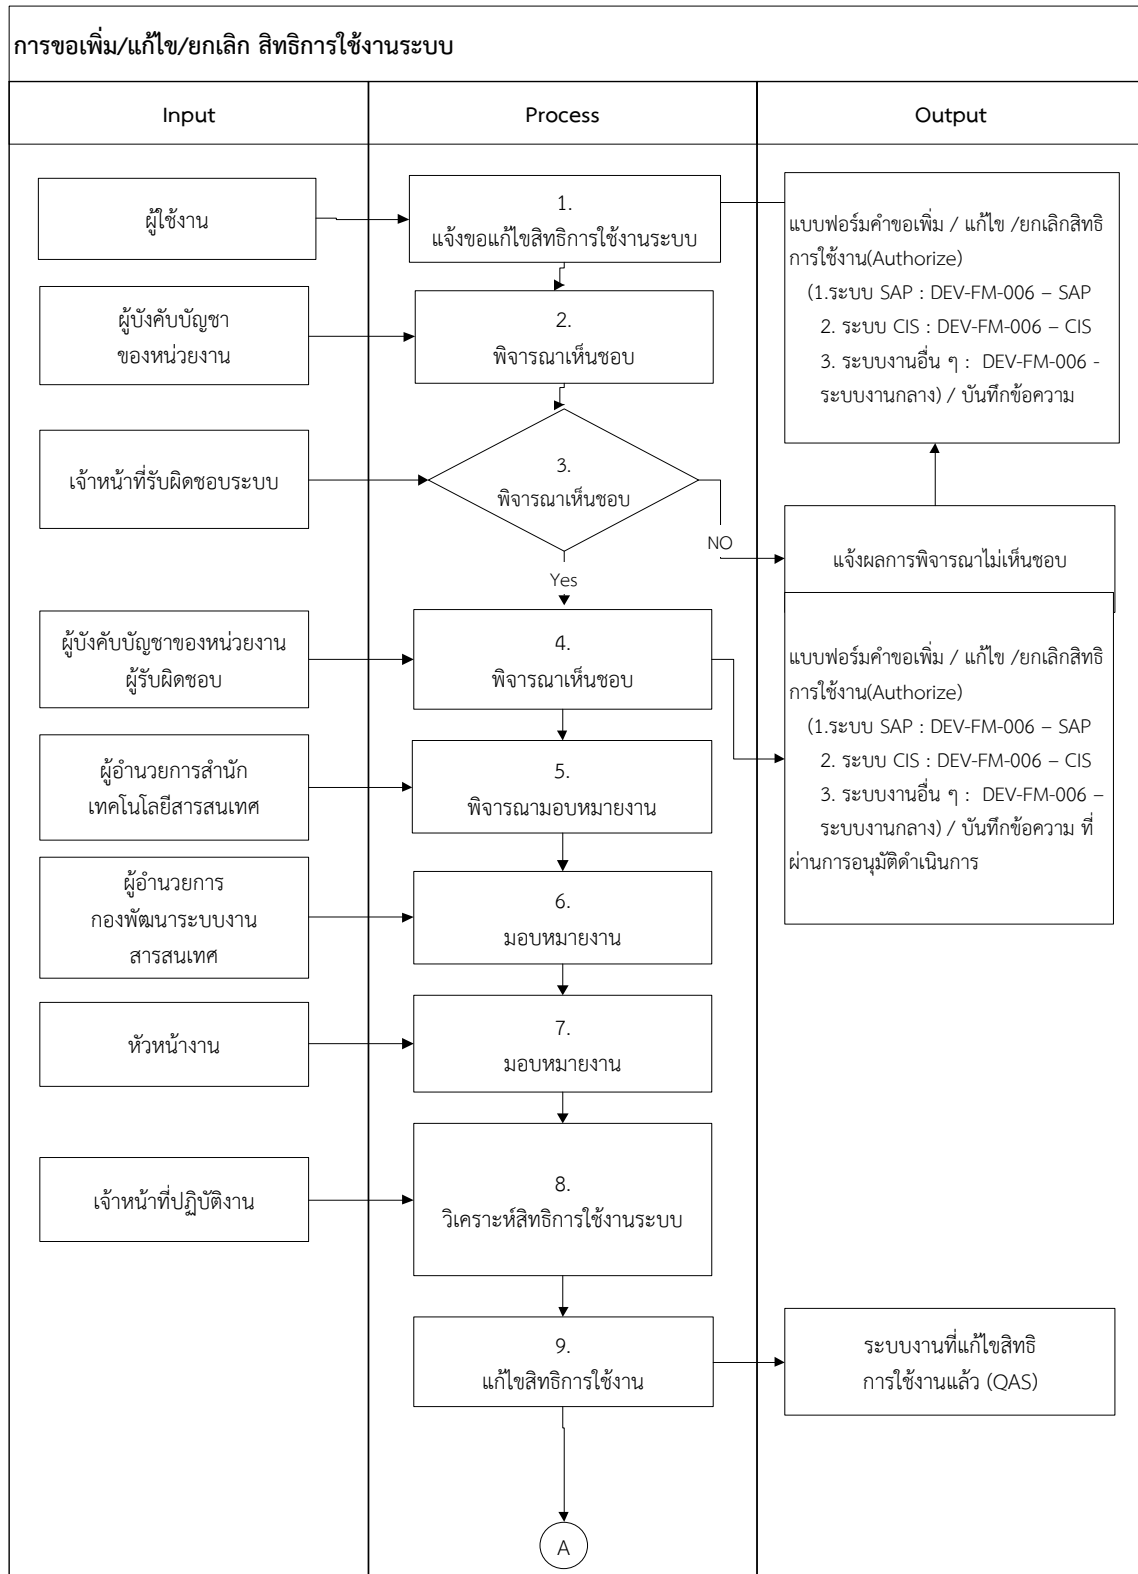 การขอเพิ่ม/แก้ไข/ยกเลิก สิทธิการใช้งานระบบ
Input
Process
Output
ผู้ใช้งาน
1.
แจ้งขอแก้ไขสิทธิการใช้งานระบบ
แบบฟอร์มคำขอเพิ่ม / แก้ไข /ยกเลิกสิทธิ
การใช้งาน(Authorize)
(1.ระบบ SAP : DEV-FM-006 – SAP
2. ระบบ CIS : DEV-FM-006 – CIS
3. ระบบงานอื่น ๆ : DEV-FM-006 -
ระบบงานกลาง) / บันทึกข้อความ
ผู้บังคับบัญชา
ของหน่วยงาน
2.
พิจารณาเห็นชอบ
เจ้าหน้าที่รับผิดชอบระบบ
3.
พิจารณาเห็นชอบ
NO
แจ้งผลการพิจารณาไม่เห็นชอบ
Yes
ผู้บังคับบัญชาของหน่วยงาน
ผู้รับผิดชอบ
4.
พิจารณาเห็นชอบ
แบบฟอร์มคำขอเพิ่ม / แก้ไข /ยกเลิกสิทธิ
การใช้งาน(Authorize)
(1.ระบบ SAP : DEV-FM-006 – SAP
2. ระบบ CIS : DEV-FM-006 – CIS
3. ระบบงานอื่น ๆ : DEV-FM-006 –
ระบบงานกลาง) / บันทึกข้อความ ที่
ผ่านการอนุมัติดำเนินการ
ผู้อำนวยการสำนัก
เทคโนโลยีสารสนเทศ
5.
พิจารณามอบหมายงาน
ผู้อำนวยการ
กองพัฒนาระบบงาน
สารสนเทศ
6.
มอบหมายงาน
หัวหน้างาน
7.
มอบหมายงาน
เจ้าหน้าที่ปฏิบัติงาน
8.
วิเคราะห์สิทธิการใช้งานระบบ
9.
แก้ไขสิทธิการใช้งาน
ระบบงานที่แก้ไขสิทธิ
การใช้งานแล้ว (QAS)
A